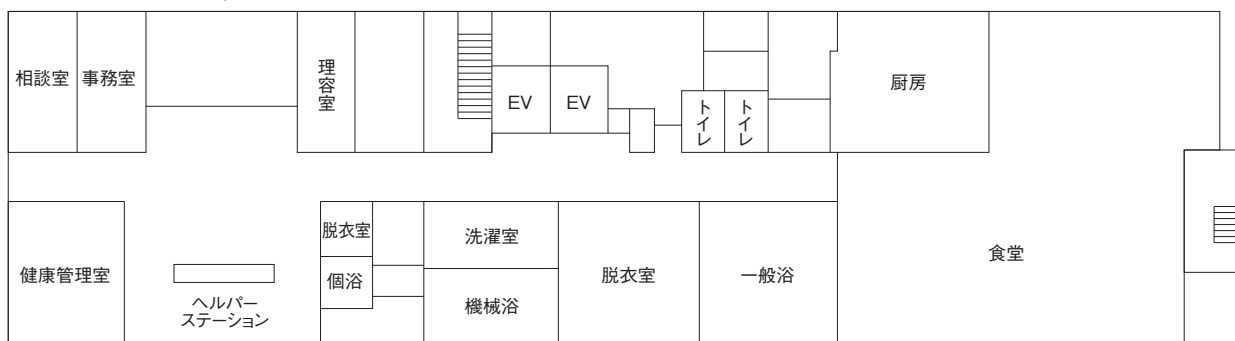 相談室
事務室
理容室
EV
EV
トイレ
トイレ
厨房
健康管理室
ヘルパー
ステーション
脱衣室
個浴
洗濯室
機械浴
脱衣室
一般浴
食堂